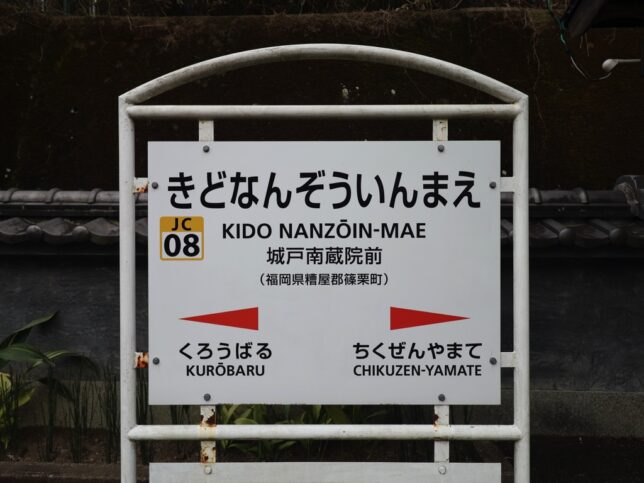 きどなんぞういんまえ
JC
08
KIDO NANZŌIN-MAE
城戸南蔵院前
（福岡県糟屋郡篠栗町）
くろうばる
KURŌBARU
ちくぜんやまて
CHIKUZEN-YAMATE